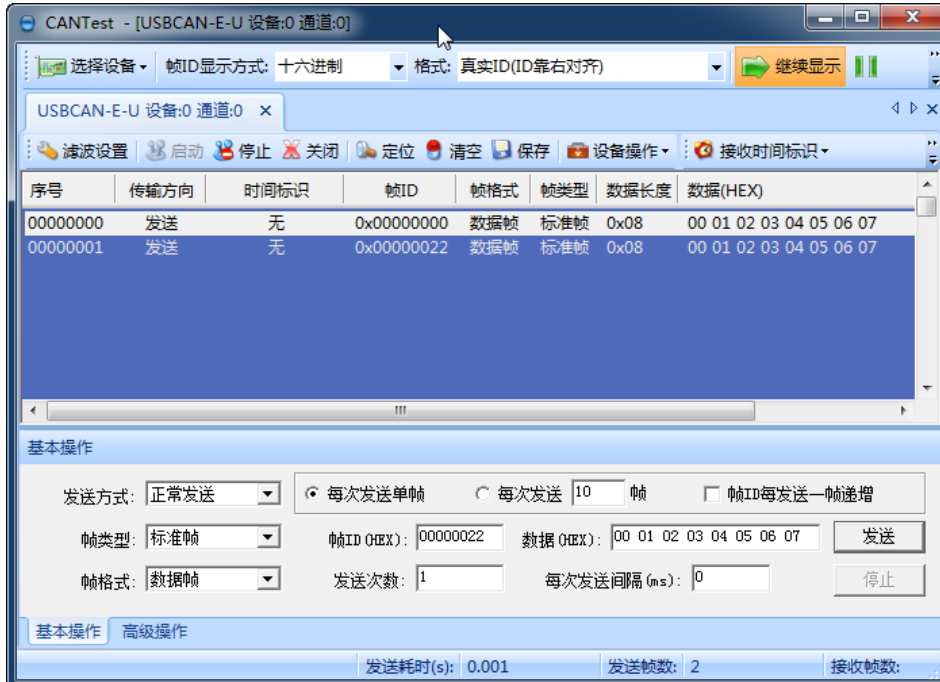 CANTest - [USBCAN-E-U 设备:0 通道:0]
选择设备 帧ID显示方式: 十六进制 格式: 真实ID(ID靠右对齐) 继续显示
USBCAN-E-U 设备:0 通道:0
滤波设置 启动 停止 关闭 定位 清空 保存 设备操作 接收时间标识
序号 传输方向 时间标识 帧ID 帧格式 帧类型 数据长度 数据(HEX)
00000000 发送 无 0x00000000 数据帧 标准帧 0x08 00 01 02 03 04 05 06 07
00000001 发送 无 0x00000022 数据帧 标准帧 0x08 00 01 02 03 04 05 06 07
基本操作
发送方式: 正常发送 每次发送单帧 每次发送 10 帧 帧ID每发送一帧递增
帧类型: 标准帧 帧ID(HEX): 00000022 数据(HEX): 00 01 02 03 04 05 06 07 发送
帧格式: 数据帧 发送次数: 1 每次发送间隔(ms): 0 停止
基本操作 高级操作
发送耗时(s): 0.001 发送帧数: 2 接收帧数: